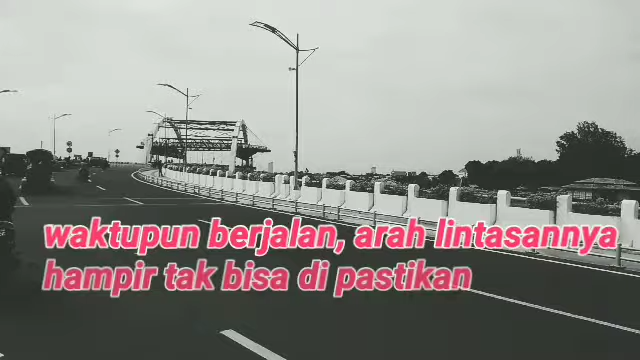 waktupun berjalan, arah lintasannya
hampir tak bisa di pastikan